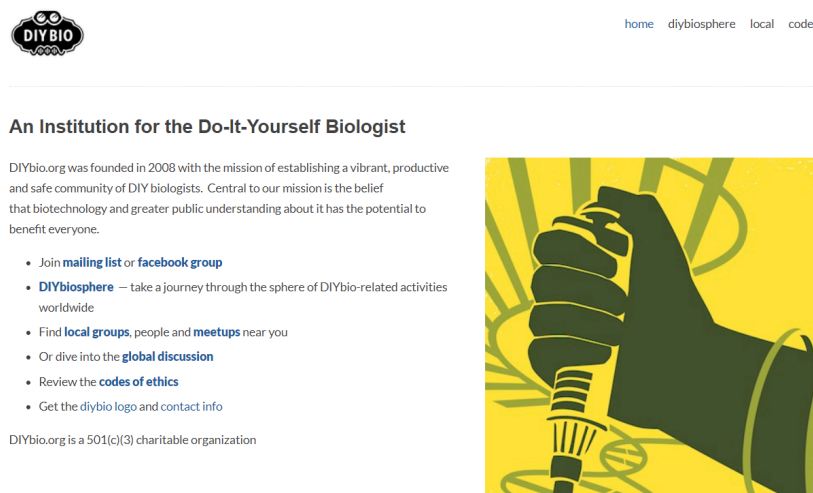 DIY BIO
home diybiosphere local code
An Institution for the Do-It-Yourself Biologist
DIYbio.org was founded in 2008 with the mission of establishing a vibrant, productive
and safe community of DIY biologists. Central to our mission is the belief
that biotechnology and greater public understanding about it has the potential to
benefit everyone.
• Join mailing list or facebook group
• DIYbiosphere — take a journey through the sphere of DIYbio-related activities
worldwide
• Find local groups, people and meetups near you
• Or dive into the global discussion
• Review the codes of ethics
• Get the diybio logo and contact info
DIYbio.org is a 501(c)(3) charitable organization